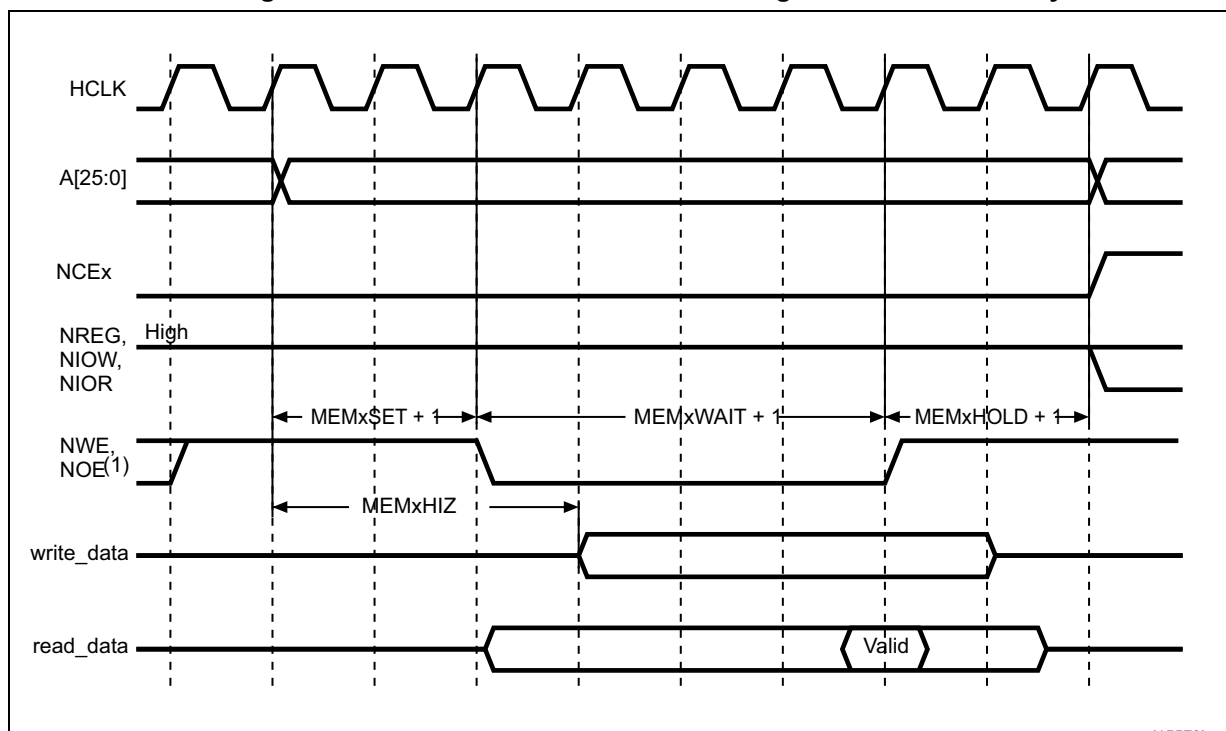 HCLK
A[25:0]
NCEx
NREG, High
NIOW,
NIOR
MEMxSET + 1 MEMxWAIT + 1 MEMxHOLD + 1
NWE,
NOE(1)
MEMxHIZ
write_data
read_data Valid